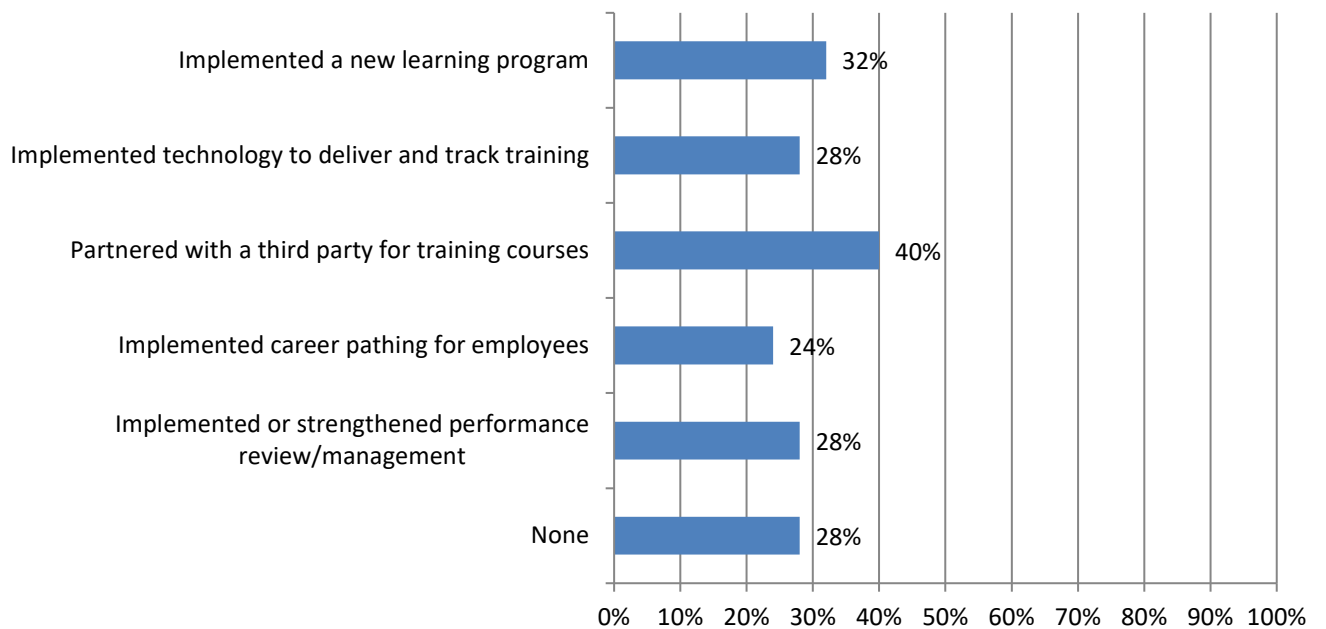 Implemented a new learning program
32%
Implemented technology to deliver and track training
28%
Partnered with a third party for training courses
40%
Implemented career pathing for employees
24%
Implemented or strengthened performance
review/management
28%
None
28%
0% 10% 20% 30% 40% 50% 60% 70% 80% 90% 100%